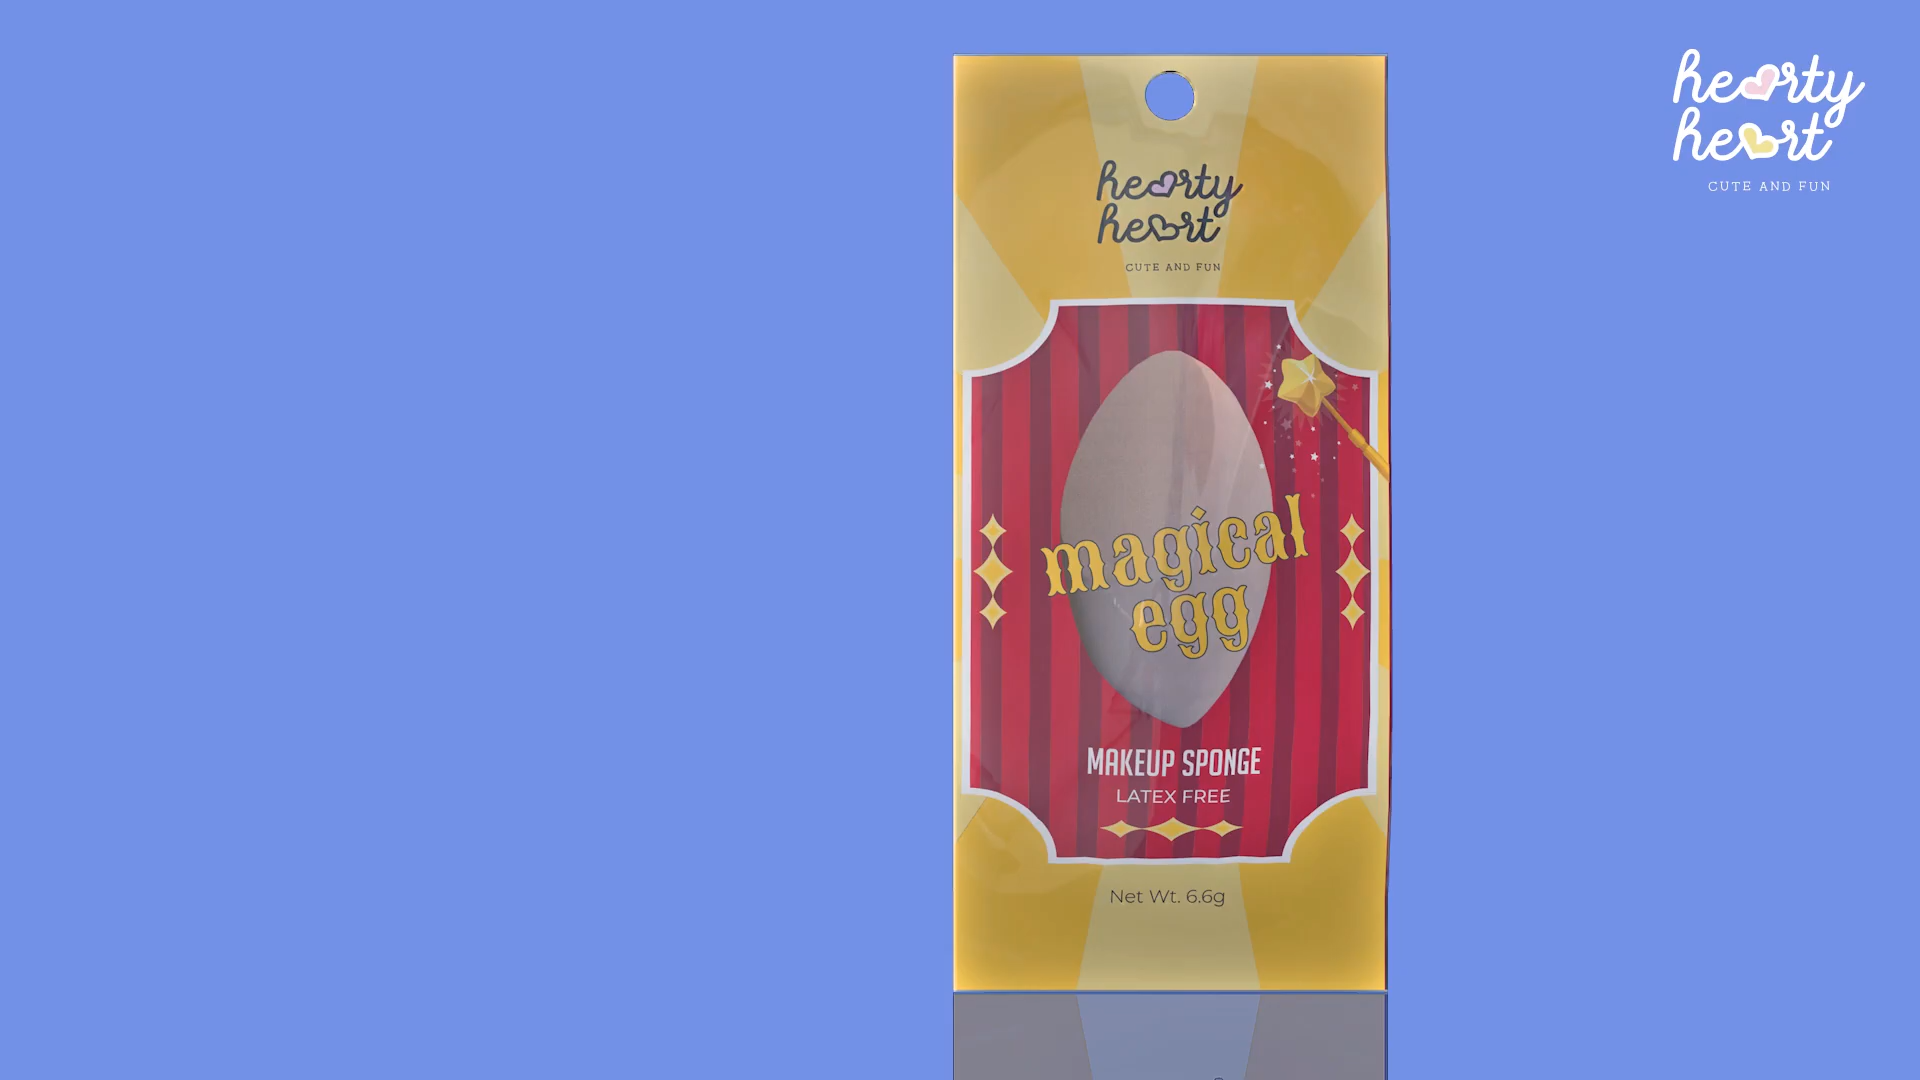 hearty
heart
CUTE AND FUN
hearty
heart
CUTE AND FUN
magical
egg
MAKEUP SPONGE
LATEX FREE
Net Wt. 6.6g